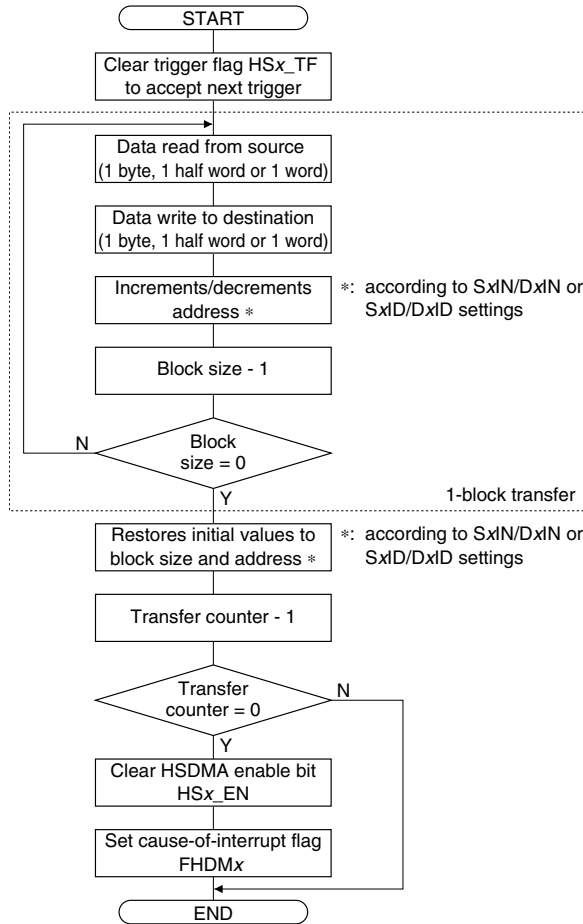 START
Clear trigger flag HSx_TF
to accept next trigger
Data read from source
(1 byte, 1 half word or 1 word)
Data write to destination
(1 byte, 1 half word or 1 word)
Increments/decrements
address *
*: according to SxIN/DxIN or
SxID/DxID settings
Block size - 1
N
Block
size = 0
Y
1-block transfer
Restores initial values to
block size and address *
*: according to SxIN/DxIN or
SxID/DxID settings
Transfer counter - 1
Transfer
counter = 0
N
Y
Clear HSDMA enable bit
HSx_EN
Set cause-of-interrupt flag
FHDMx
END